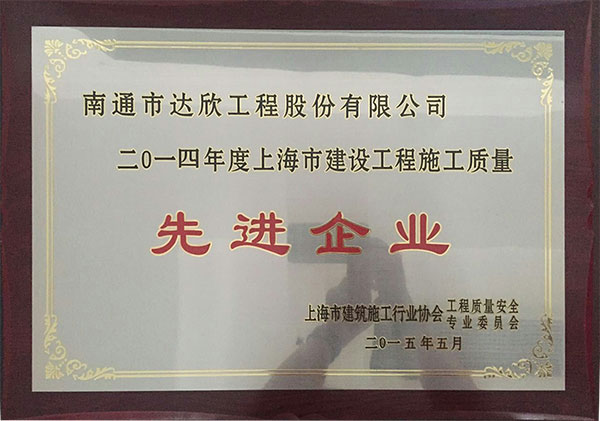 南通市达欣工程股份有限公司
二0一四年度上海市建设工程施工质量
先进企业
上海市建筑施工行业协会 工程质量安全
专业委员会
二0一五年五月